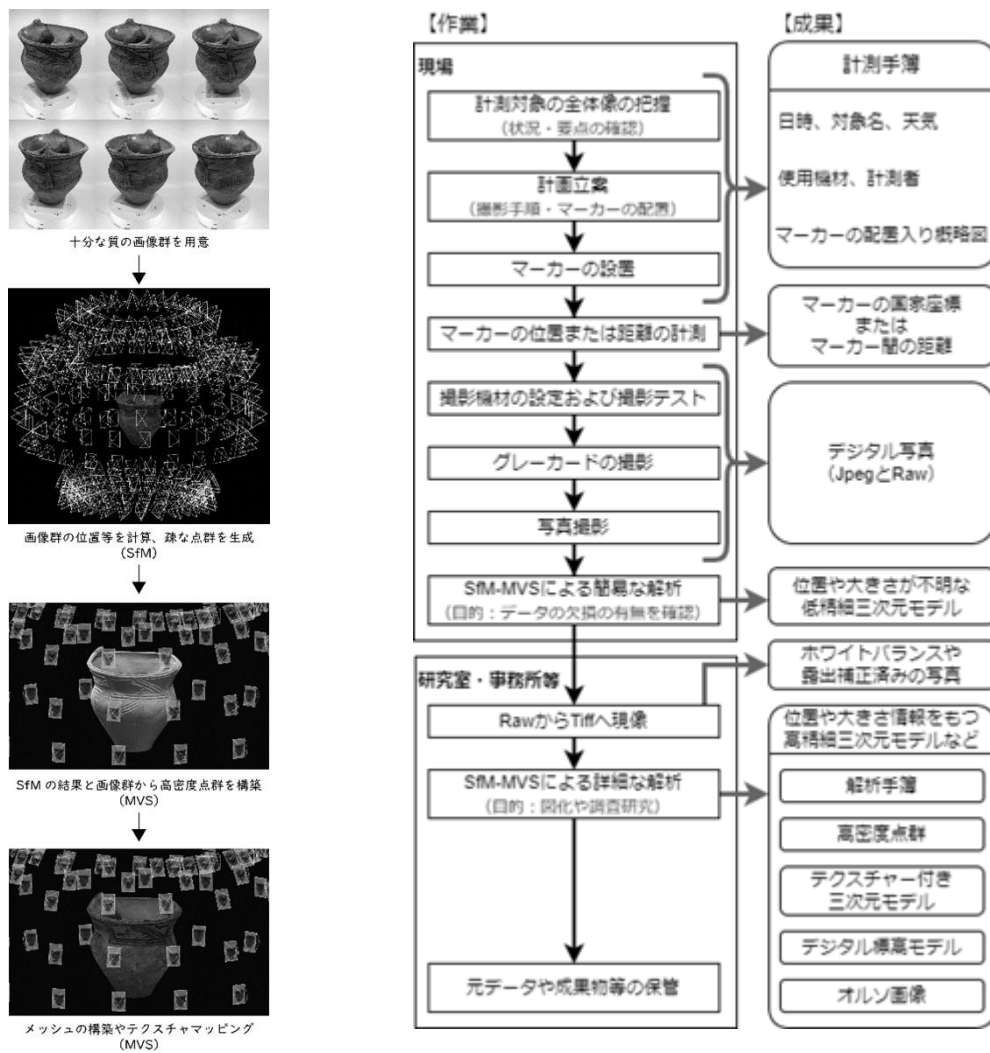 十分な質の画像群を用意
画像群の位置等を計算、疎な点群を生成
(SfM)
SfM の結果と画像群から高密度点群を構築
(MVS)
メッシュの構築やテクスチャマッピング
(MVS)
【作業】
現場
計測対象の全体像の把握
(状況・要点の確認)
計画立案
(撮影手順・マーカーの配置)
マーカーの設置
マーカーの位置または距離の計測
撮影機材の設定および撮影テスト
グレーカードの撮影
写真撮影
SfM-MVSによる簡易な解析
(目的：データの欠損の有無を確認)
研究室・事務所等
RawからTiffへ現像
SfM-MVSによる詳細な解析
(目的：図化や調査研究)
元データや成果物等の保管
【成果】
計測手簿
日時、対象名、天気
使用機材、計測者
マーカーの配置入り概略図
マーカーの国家座標
または
マーカー間の距離
デジタル写真
(JpegとRaw)
位置や大きさが不明な
低精細三次元モデル
ホワイトバランスや
露出補正済みの写真
位置や大きさ情報をもつ
高精細三次元モデルなど
解析手簿
高密度点群
テクスチャー付き
三次元モデル
デジタル標高モデル
オルソ画像